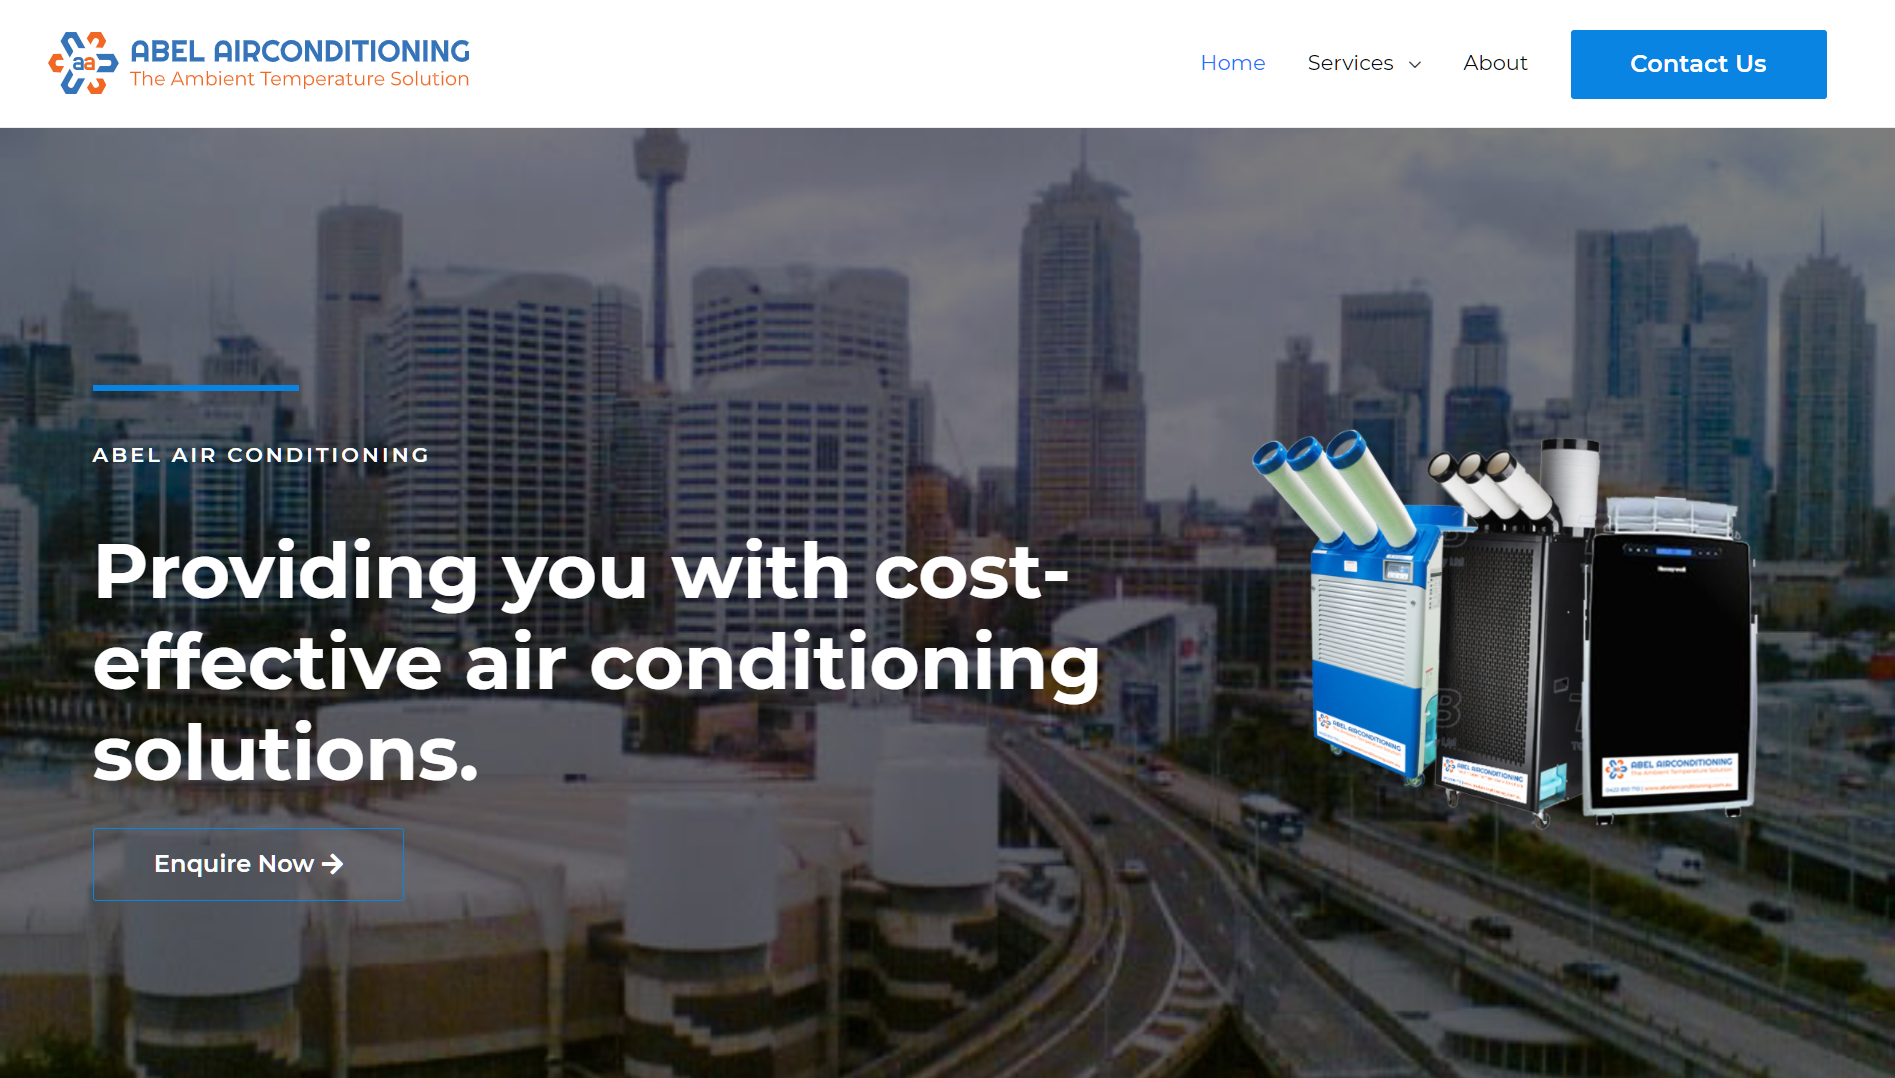 aa
ABEL AIRCONDITIONING
The Ambient Temperature Solution
Home
Services
About
Contact Us
ABEL AIR CONDITIONING
Providing you with cost-
effective air conditioning
solutions.
Enquire Now
Honeywell
ABEL AIRCONDITIONING
ABEL AIRCONDITIONING
ABEL AIRCONDITIONING
The Ambient Temperature Solution